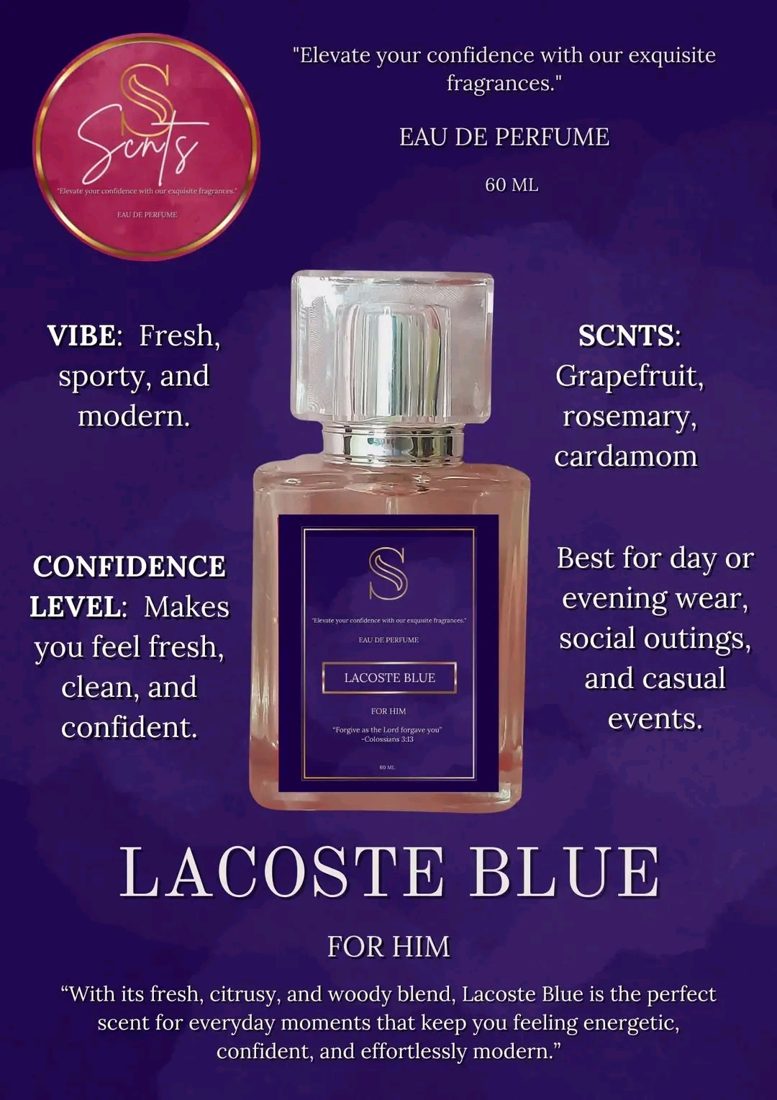 S
Scnts
"Elevate your confidence with our exquisite fragrances."
EAU DE PERFUME
"Elevate your confidence with our exquisite
fragrances."
EAU DE PERFUME
60 ML
VIBE: Fresh,
sporty, and
modern.
SCNTS:
Grapefruit,
rosemary,
cardamom
CONFIDENCE
LEVEL: Makes
you feel fresh,
clean, and
confident.
Best for day or
evening wear,
social outings,
and casual
events.
S
"Elevate your confidence with our exquisite fragrances."
EAU DE PERFUME
LACOSTE BLUE
FOR HIM
"Forgive as the Lord forgave you"
-Colossians 3:13
60 ML
LACOSTE BLUE
FOR HIM
“With its fresh, citrusy, and woody blend, Lacoste Blue is the perfect
scent for everyday moments that keep you feeling energetic,
confident, and effortlessly modern.”